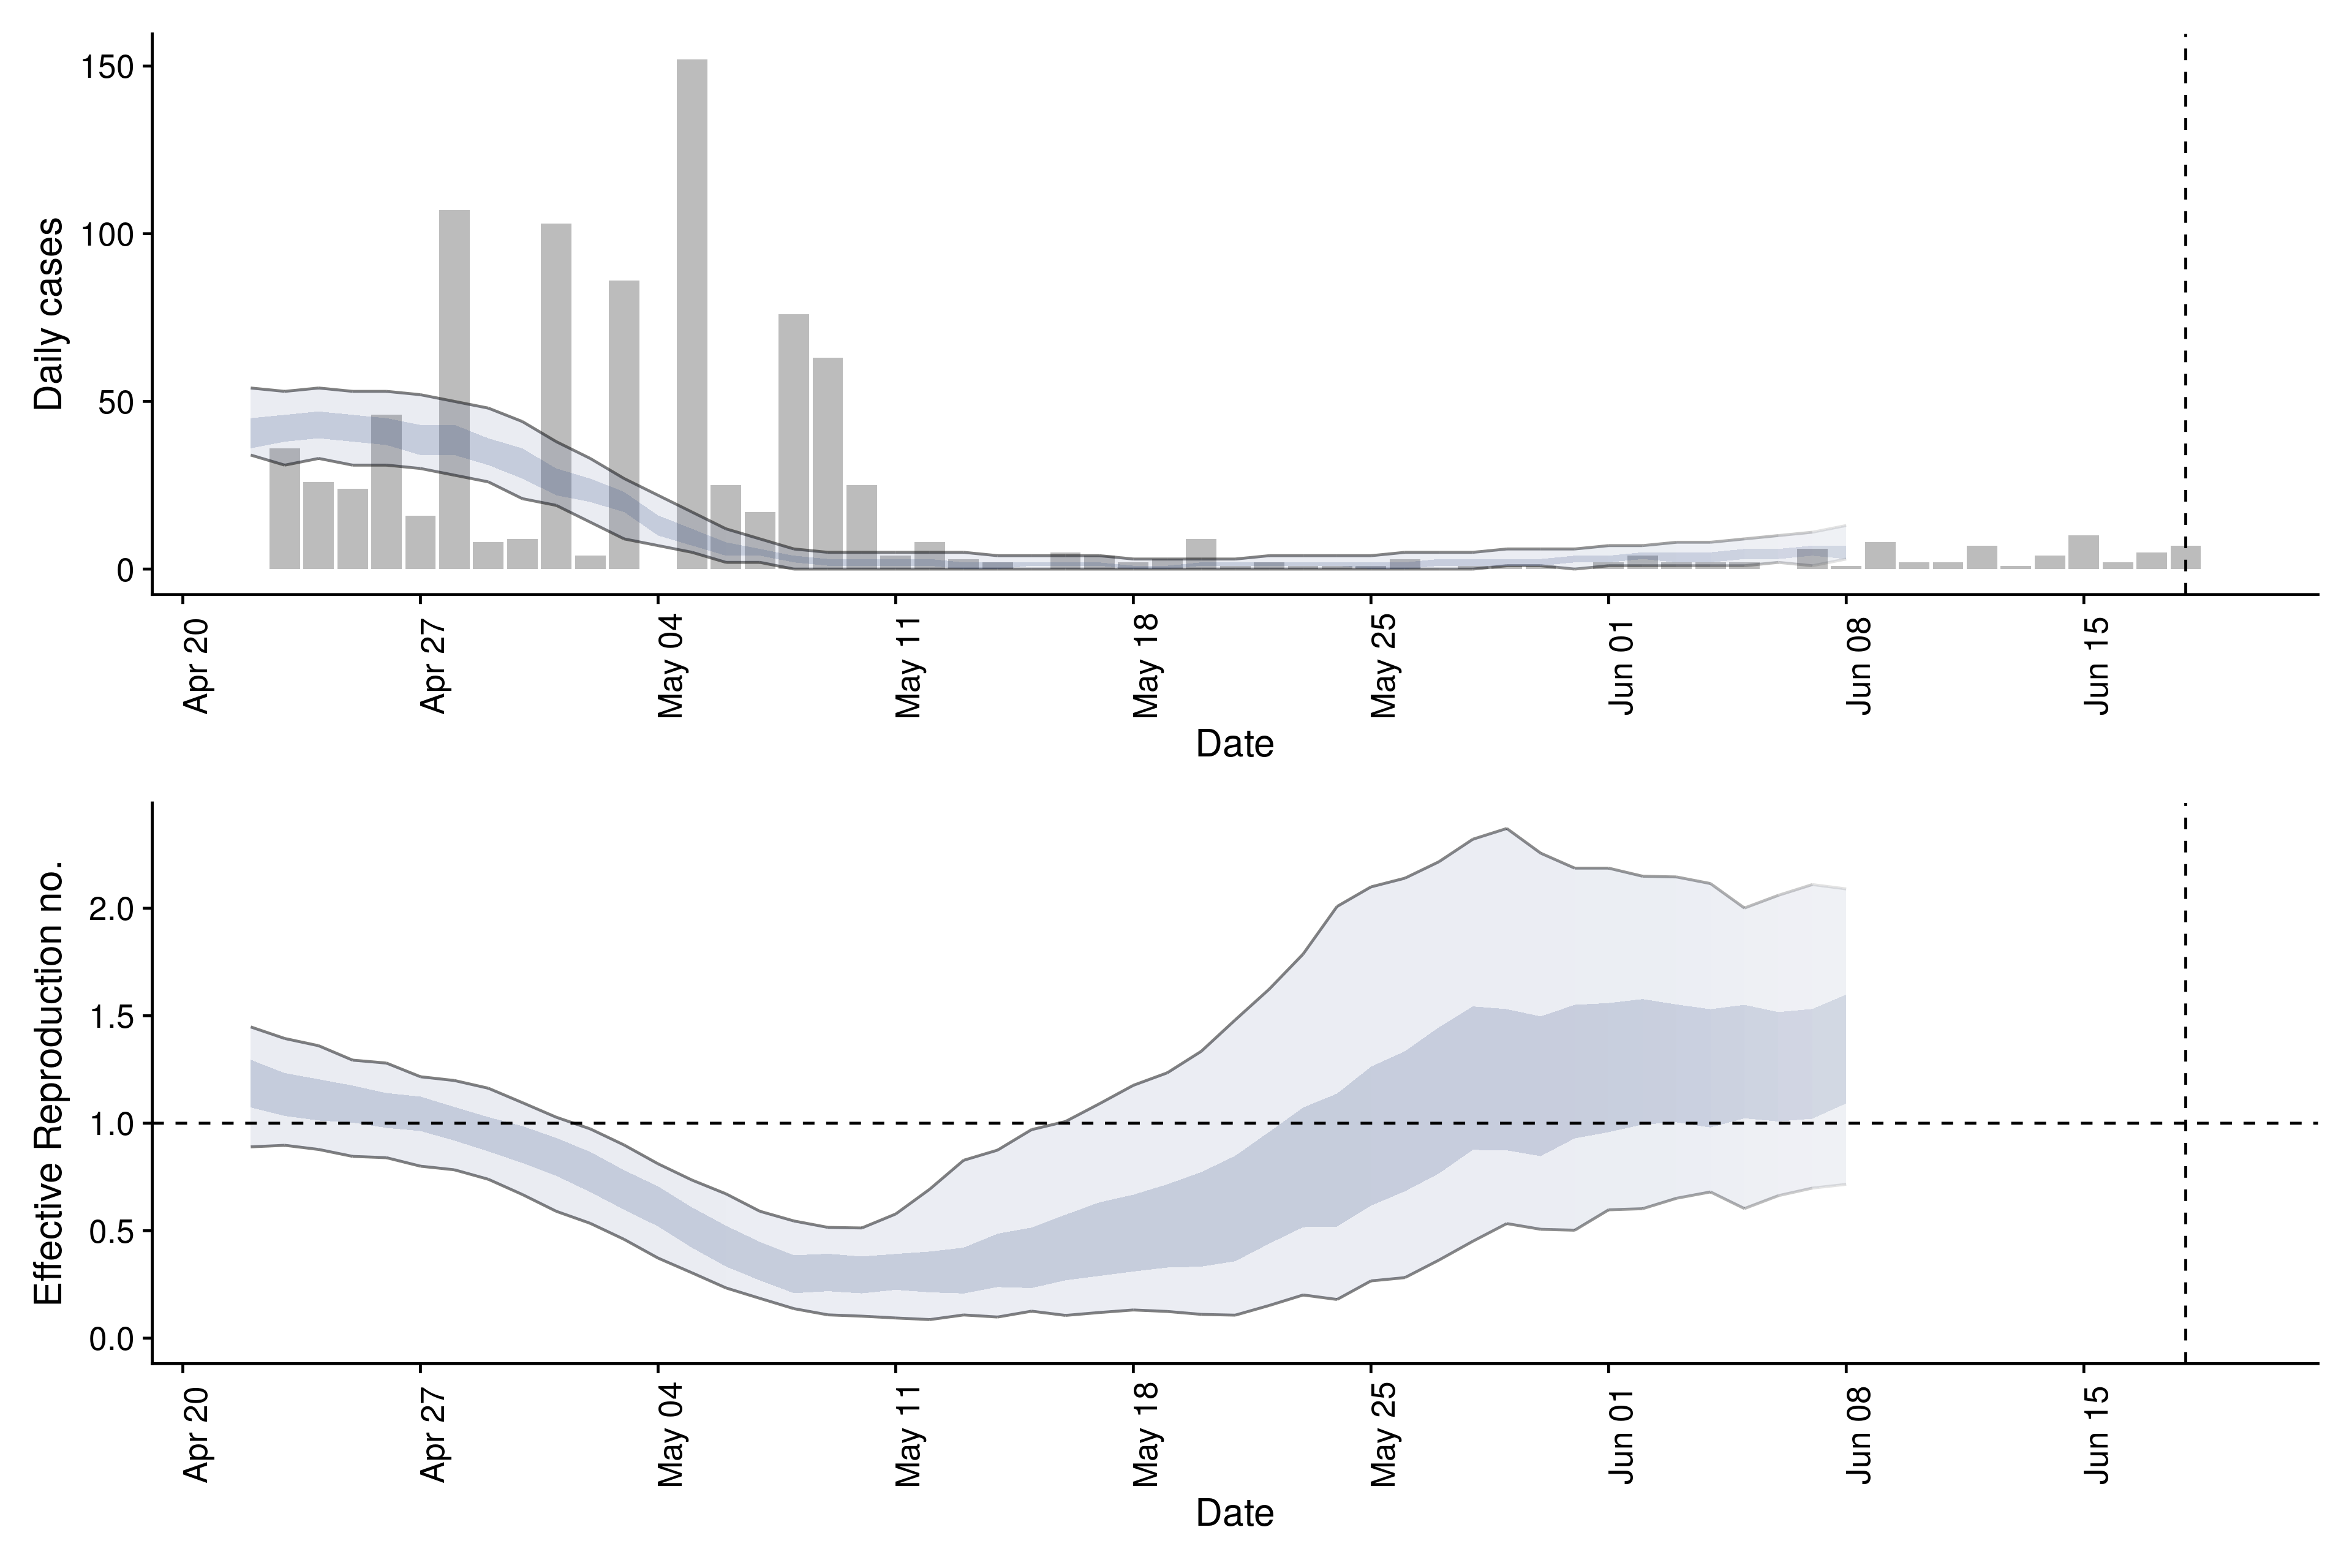 Daily cases
150
100
50
0
Apr 20
Apr 27
May 04
May 11
May 18
May 25
Jun 01
Jun 08
Jun 15
Date
Effective Reproduction no.
2.0
1.5
1.0
0.5
0.0
Apr 20
Apr 27
May 04
May 11
May 18
May 25
Jun 01
Jun 08
Jun 15
Date